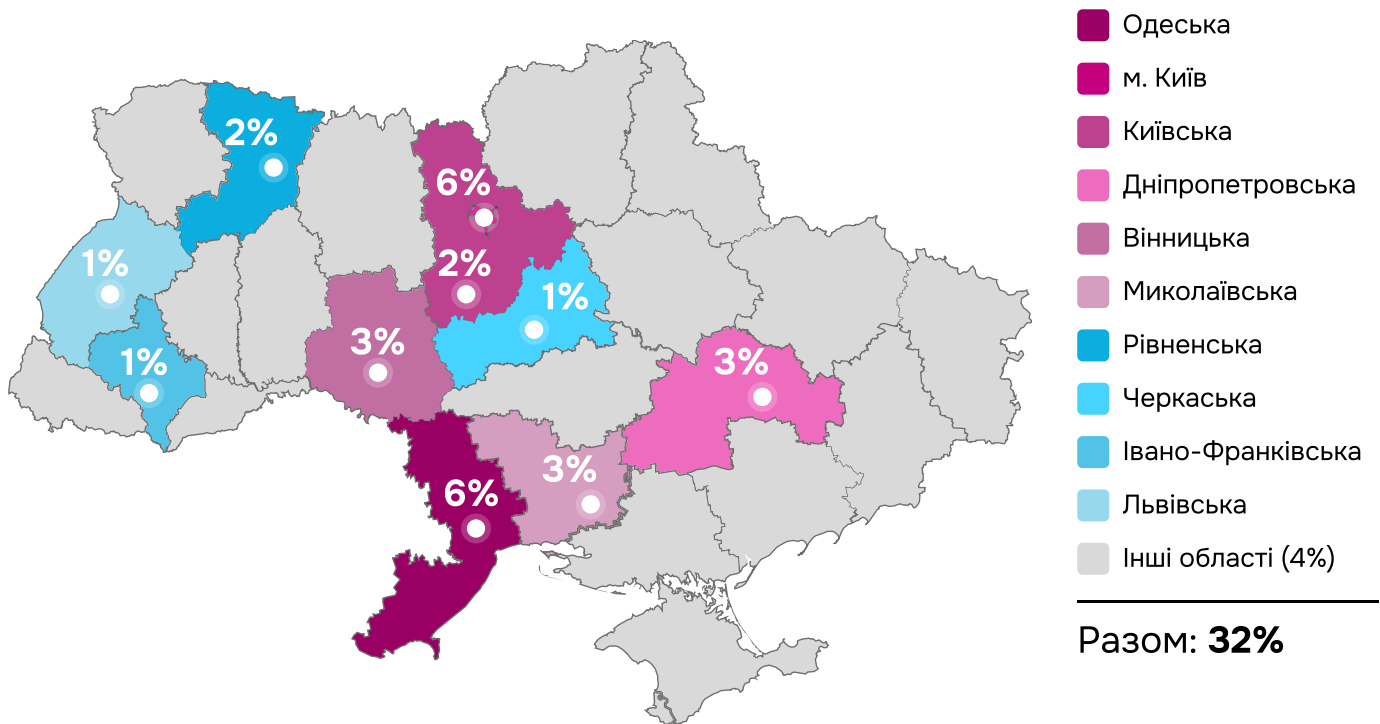 2%
6%
1%
2%
1%
3%
1%
3%
3%
6%
Одеська
м. Київ
Київська
Дніпропетровська
Вінницька
Миколаївська
Рівненська
Черкаська
Івано-Франківська
Львівська
Інші області (4%)
Разом: 32%